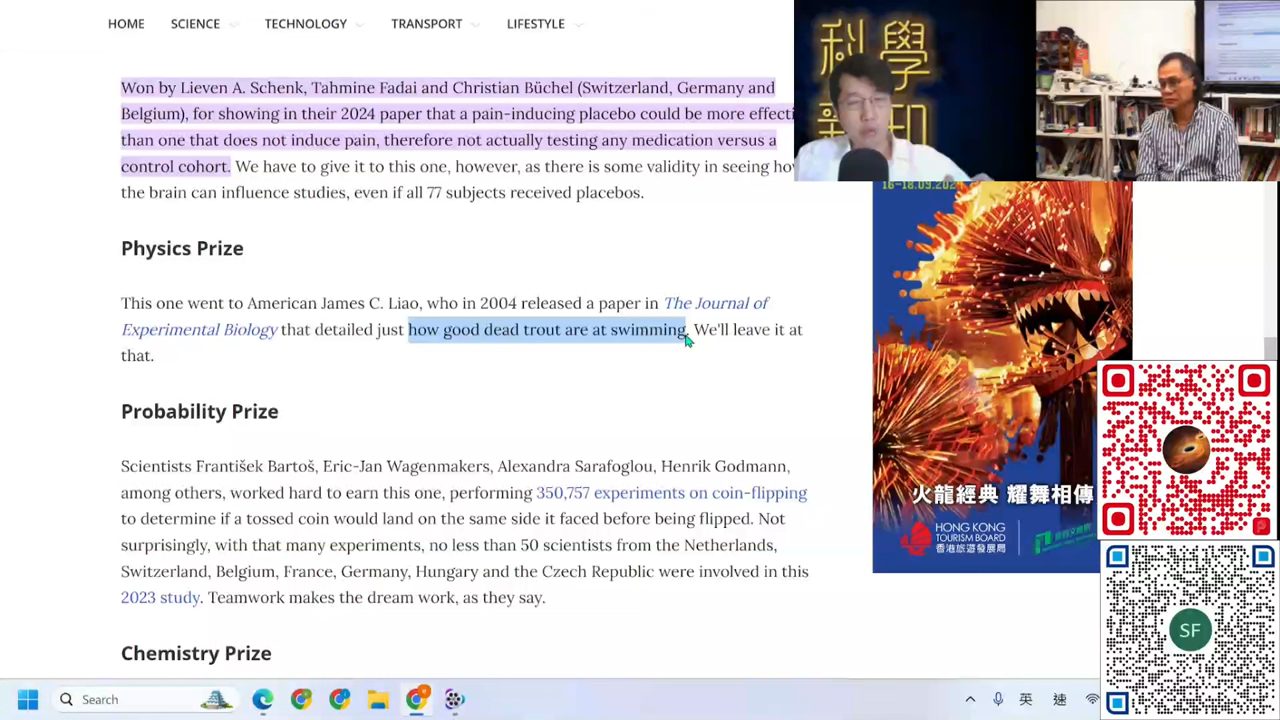 HOME
SCIENCE
TECHNOLOGY
TRANSPORT
LIFESTYLE
Won by Lieven A. Schenk, Tahmine Fadai and Christian Büchel (Switzerland, Germany and
Belgium), for showing in their 2024 paper that a pain-inducing placebo could be more effecti
than one that does not induce pain, therefore not actually testing any medication versus a
control cohort. We have to give it to this one, however, as there is some validity in seeing how
the brain can influence studies, even if all 77 subjects received placebos.
Physics Prize
This one went to American James C. Liao, who in 2004 released a paper in The Journal of
Experimental Biology that detailed just how good dead trout are at swimming. We'll leave it at
that.
Probability Prize
Scientists František Bartoš, Eric-Jan Wagenmakers, Alexandra Sarafoglou, Henrik Godmann,
among others, worked hard to earn this one, performing 350,757 experiments on coin-flipping
to determine if a tossed coin would land on the same side it faced before being flipped. Not
surprisingly, with that many experiments, no less than 50 scientists from the Netherlands,
Switzerland, Belgium, France, Germany, Hungary and the Czech Republic were involved in this
2023 study. Teamwork makes the dream work as they say.
Chemistry Prize
科學
新知
16-18.09.2024
火龍經典 耀舞相傳
HONG KONG
TOURISM BOARD
香港旅遊發展局
SF
Search
英
速